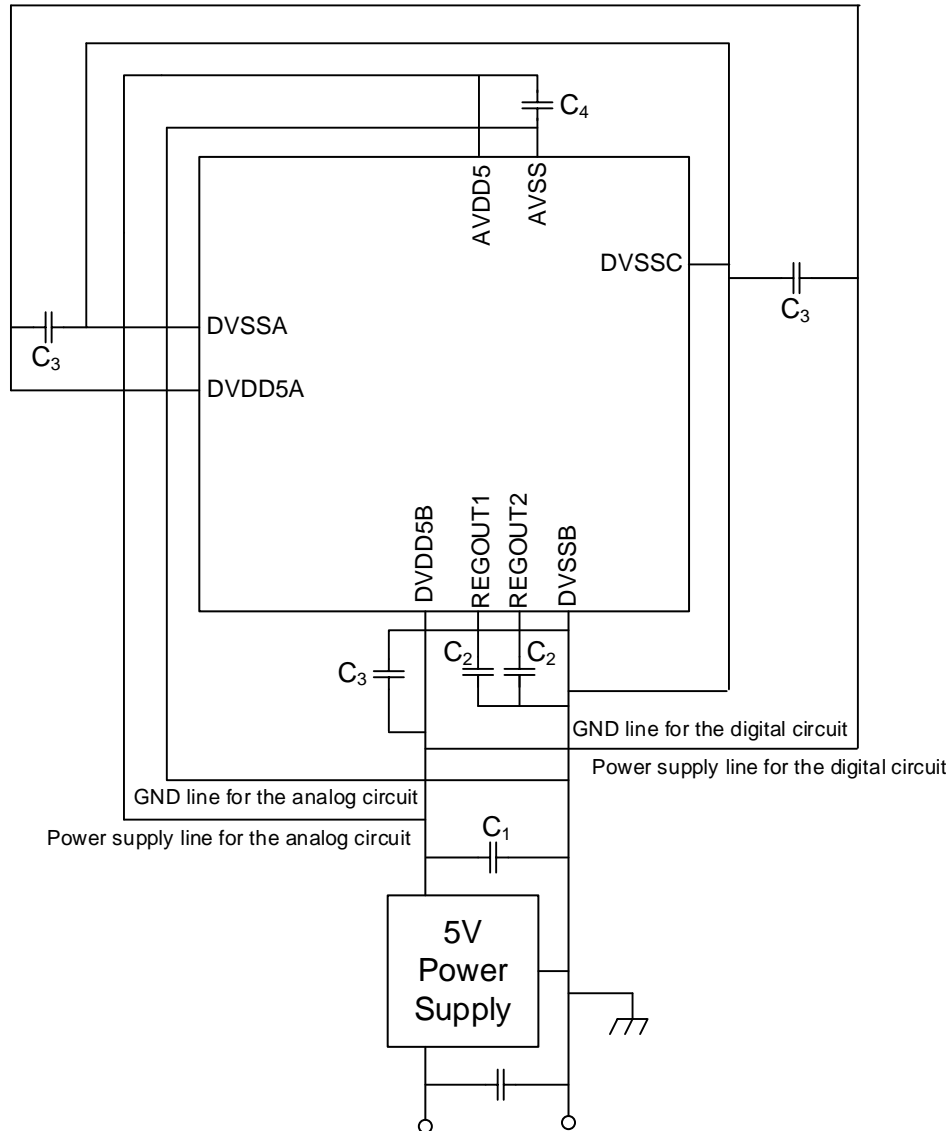 C4
AVDD5
AVSS
DVSSC
C3
DVSSA
C3
DVDD5A
DVDD5B
REGOUT1
REGOUT2
DVSSB
C3
C2
C2
GND line for the digital circuit
Power supply line for the digital circuit
GND line for the analog circuit
Power supply line for the analog circuit
C1
5V
Power
Supply